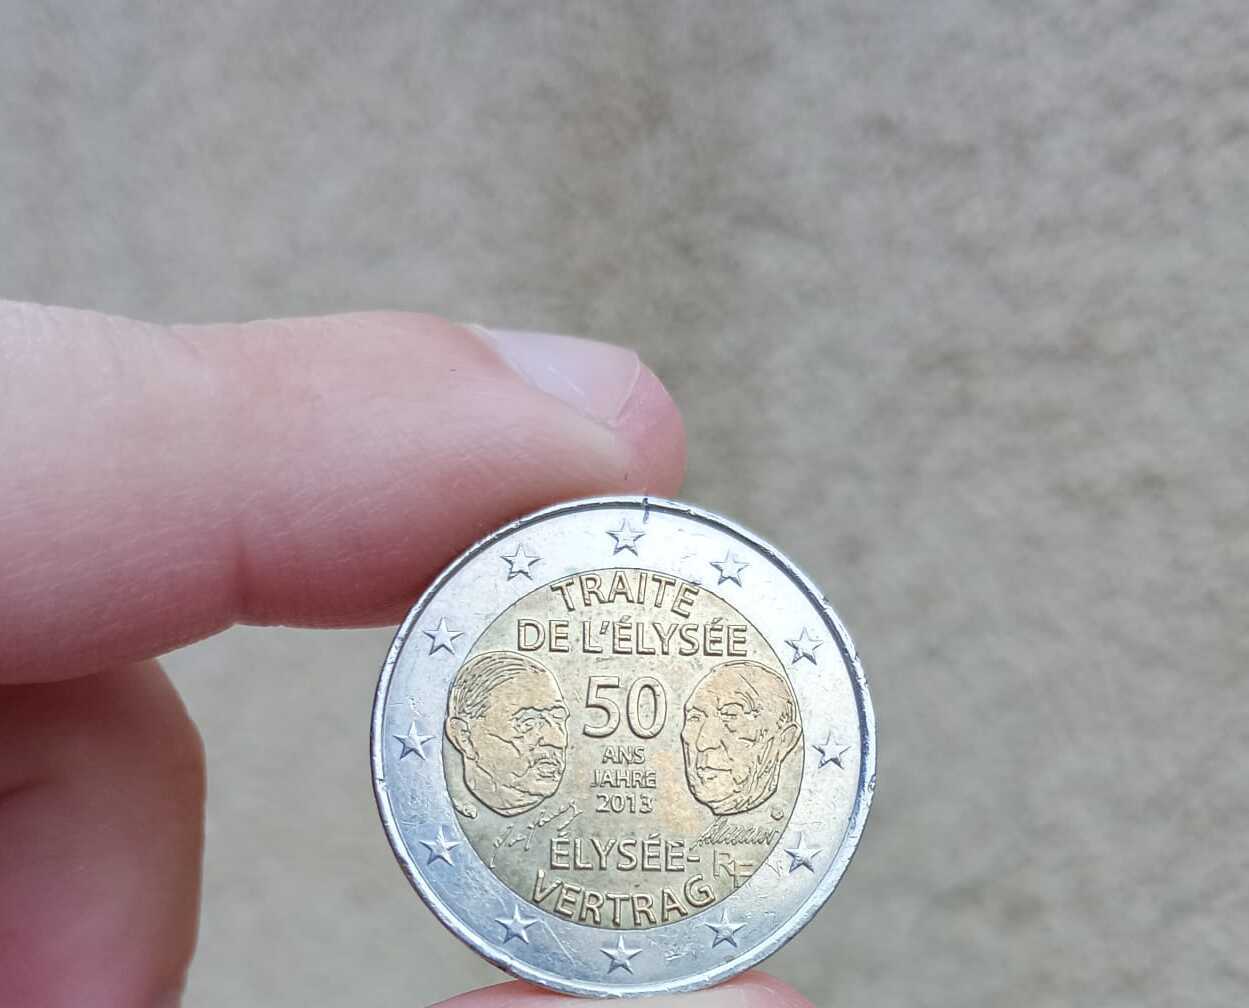 TRAITÉ
DE L'ÉLYSÉE
50
ANS
JAHRE
2013
ÉLYSÉE-
VERTRAG
RF